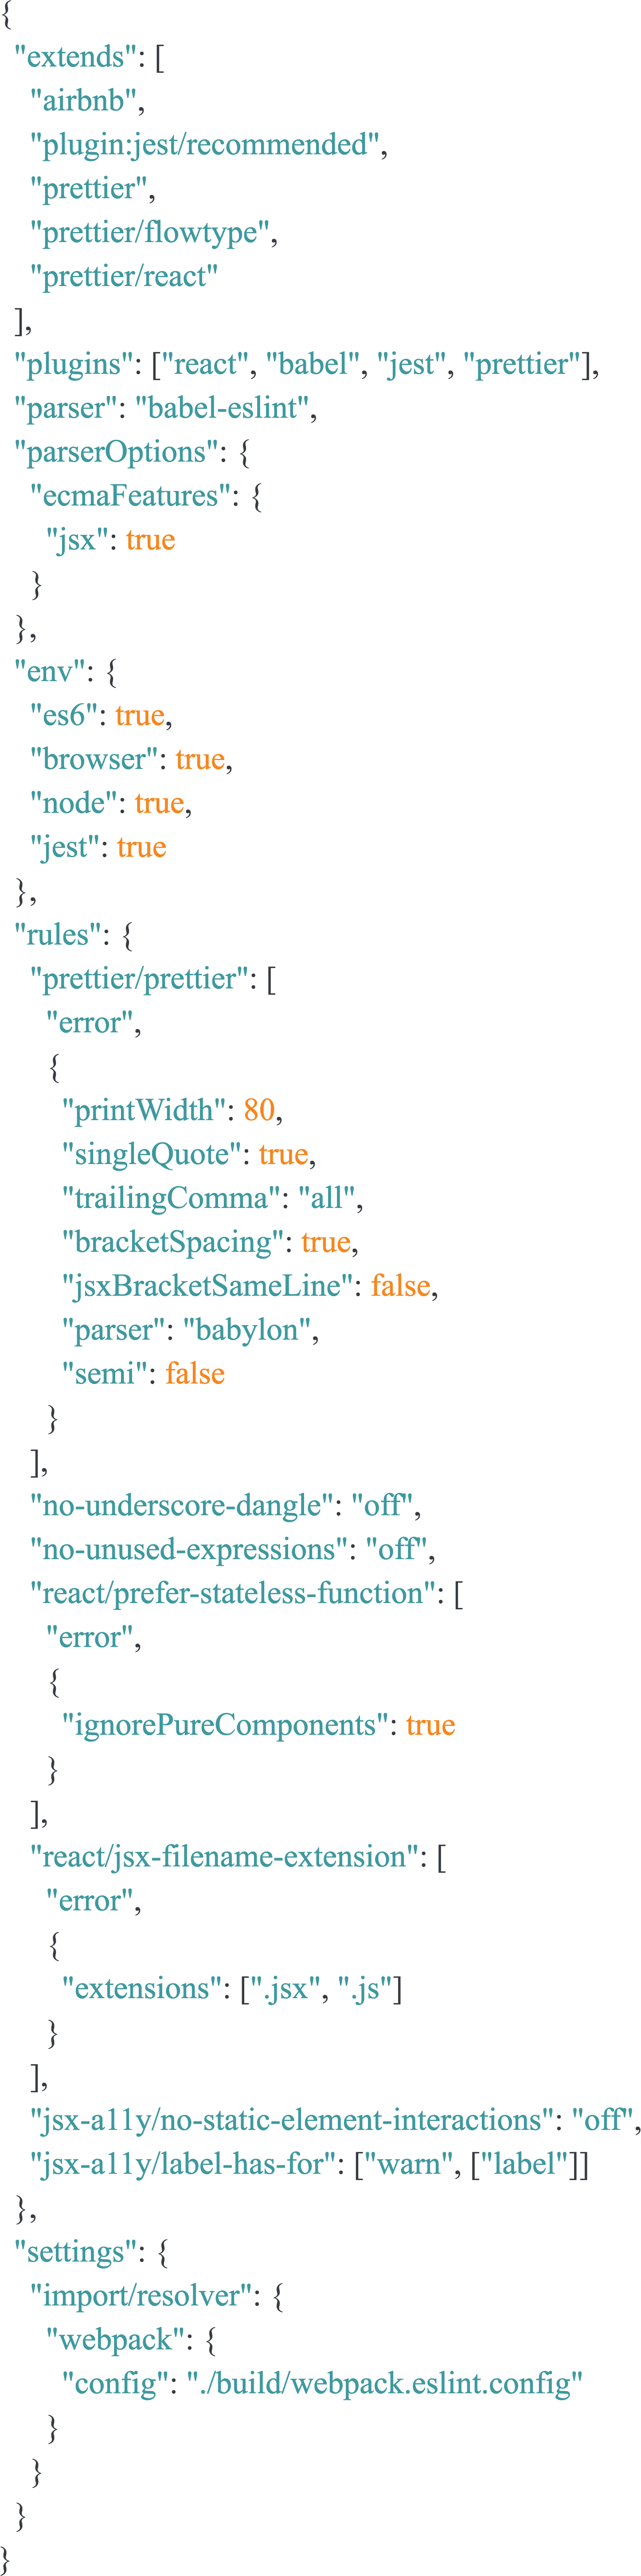 {
  "extends": [
    "airbnb",
    "plugin:jest/recommended",
    "prettier",
    "prettier/flowtype",
    "prettier/react"
  ],
  "plugins": ["react", "babel", "jest", "prettier"],
  "parser": "babel-eslint",
  "parserOptions": {
    "ecmaFeatures": {
      "jsx": true
    }
  },
  "env": {
    "es6": true,
    "browser": true,
    "node": true,
    "jest": true
  },
  "rules": {
    "prettier/prettier": [
      "error",
      {
        "printWidth": 80,
        "singleQuote": true,
        "trailingComma": "all",
        "bracketSpacing": true,
        "jsxBracketSameLine": false,
        "parser": "babylon",
        "semi": false
      }
    ],
    "no-underscore-dangle": "off",
    "no-unused-expressions": "off",
    "react/prefer-stateless-function": [
      "error",
      {
        "ignorePureComponents": true
      }
    ],
    "react/jsx-filename-extension": [
      "error",
      {
        "extensions": [".jsx", ".js"]
      }
    ],
    "jsx-a11y/no-static-element-interactions": "off",
    "jsx-a11y/label-has-for": ["warn", ["label"]]
  },
  "settings": {
    "import/resolver": {
      "webpack": {
        "config": "./build/webpack.eslint.config"
      }
    }
  }
}